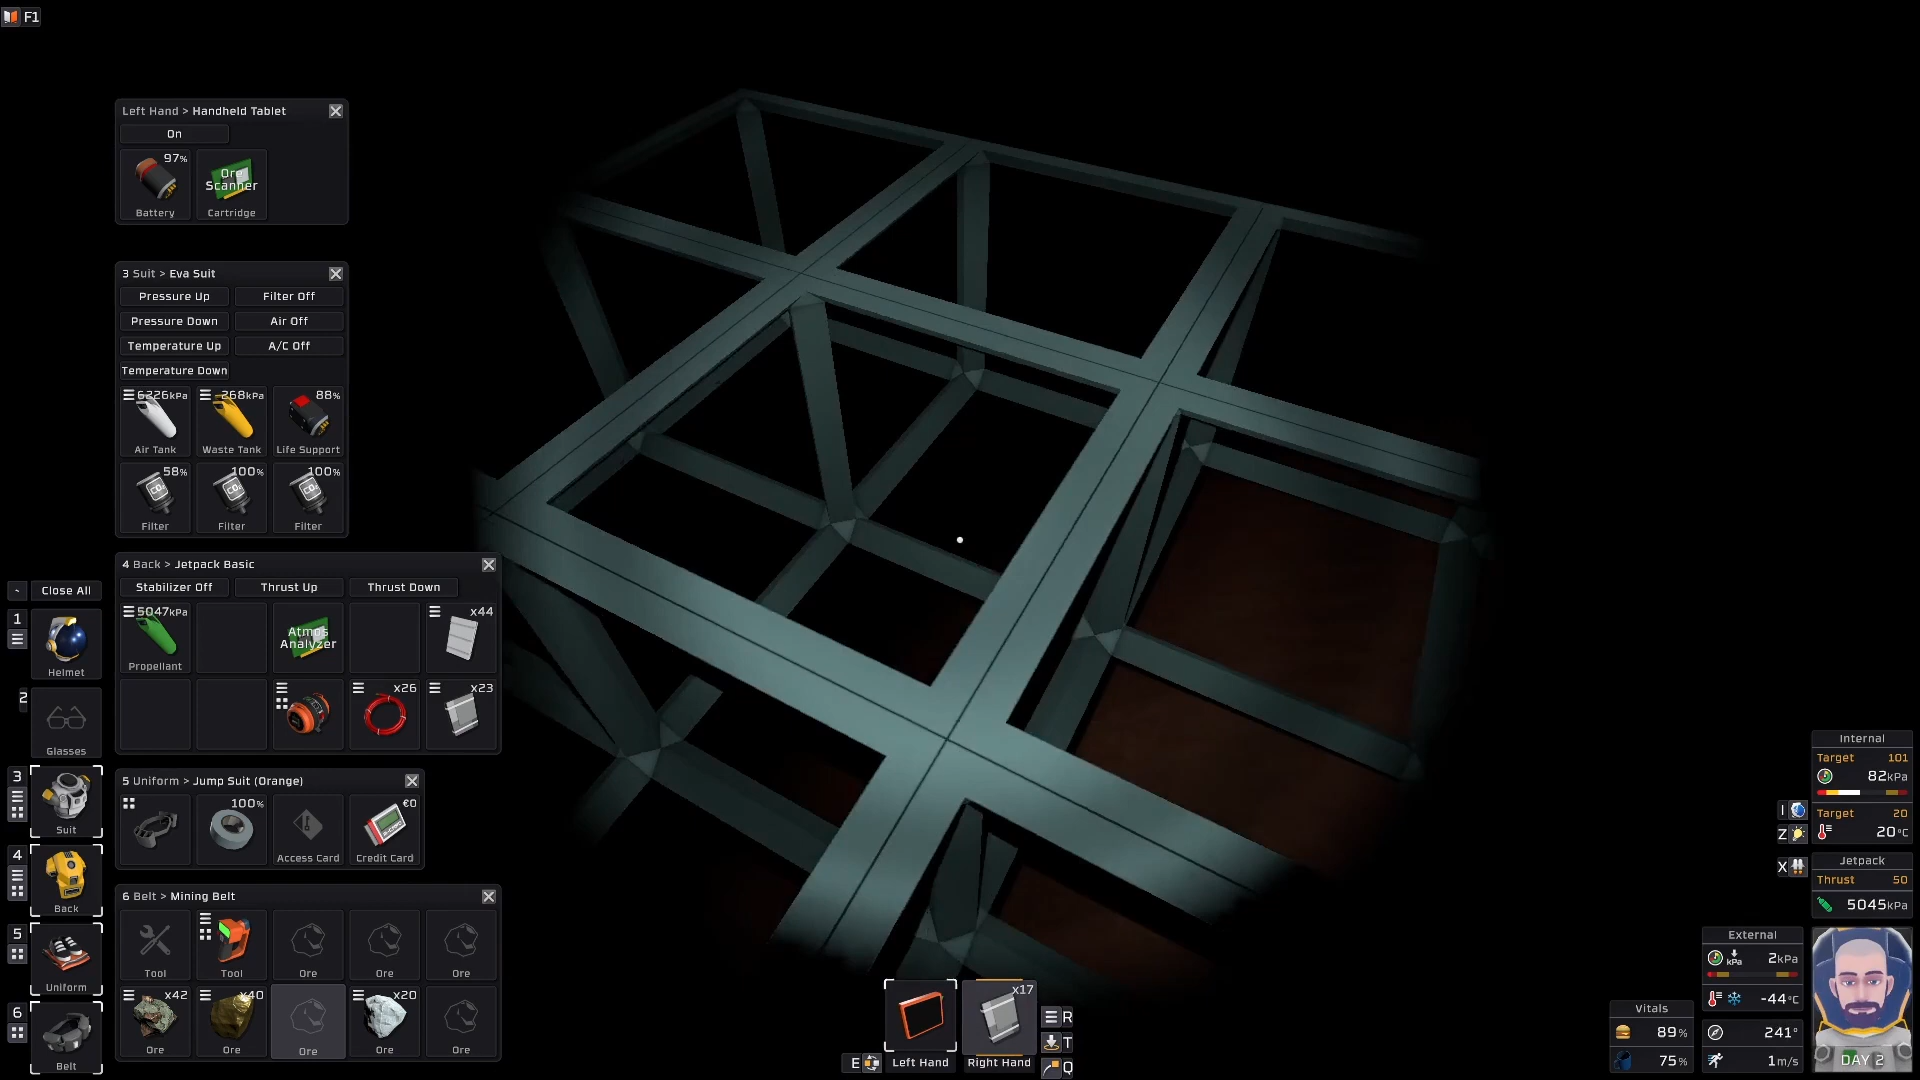 F1
Left Hand > Handheld Tablet
On
97%
Battery
Ore Scanner
Cartridge
3 Suit > Eva Suit
Pressure Up
Filter Off
Pressure Down
Air Off
Temperature Up
A/C Off
Temperature Down
6226kPa
268kPa
88%
Air Tank
Waste Tank
Life Support
58%
100%
100%
CO₂
CO₂
CO₂
Filter
Filter
Filter
4 Back > Jetpack Basic
Stabilizer Off
Thrust Up
Thrust Down
5047kPa
Atmos Analyzer
x44
Propellant
x26
x23
5 Uniform > Jump Suit (Orange)
100%
€0
Access Card
Credit Card
6 Belt > Mining Belt
Tool
Tool
Ore
Ore
Ore
x42
x40
x20
Ore
Ore
Ore
Ore
Ore
~
Close All
1
Helmet
2
Glasses
3
Suit
4
Back
5
Uniform
6
Belt
x17
R
T
E
Left Hand
Right Hand
Q
Internal
Target 101
82kPa
I
Target 20
Z
20°C
X
Jetpack
Thrust 50
5045kPa
External
kPa
2kPa
-44°C
Vitals
89%
241°
75%
1m/s
DAY 2